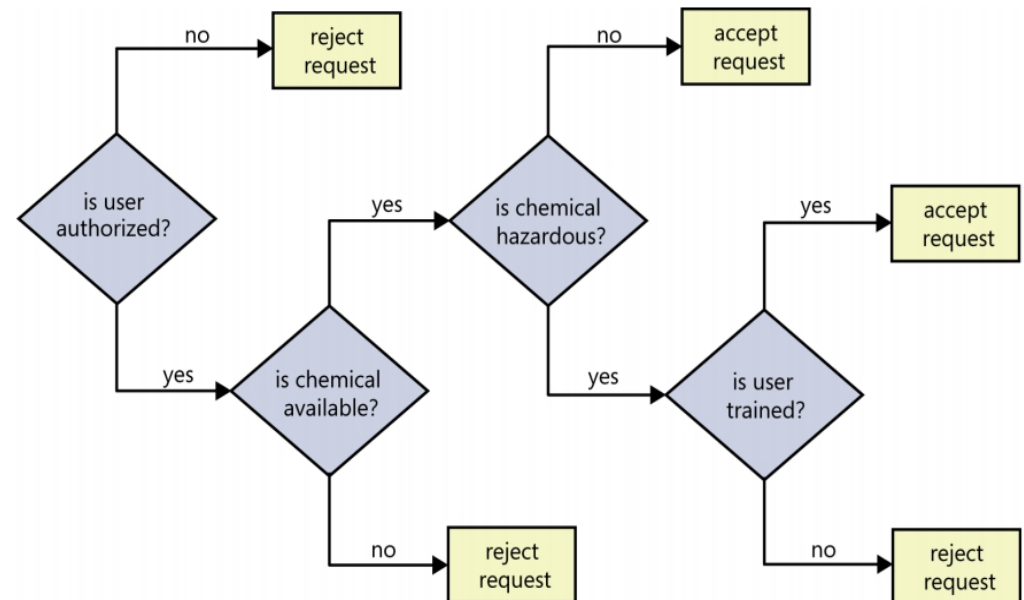 no
reject
request
is user
authorized?
yes
is chemical
available?
no
reject
request
yes
is chemical
hazardous?
no
accept
request
yes
is user
trained?
yes
accept
request
no
reject
request